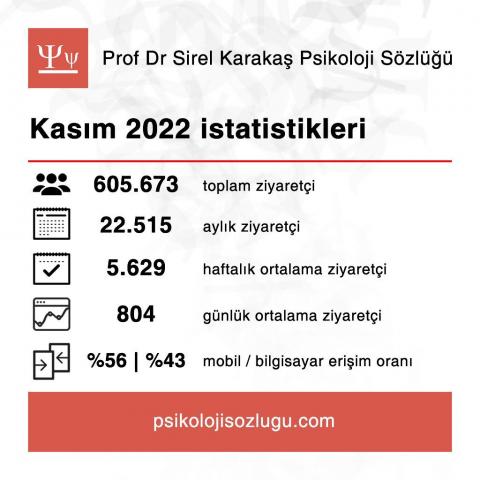 Ψψ
Prof Dr Sirel Karakaş Psikoloji Sözlüğü
Kasım 2022 istatistikleri
605.673 toplam ziyaretçi
22.515 aylık ziyaretçi
5.629 haftalık ortalama ziyaretçi
804 günlük ortalama ziyaretçi
%56 | %43 mobil / bilgisayar erişim oranı
psikolojisozlugu.com